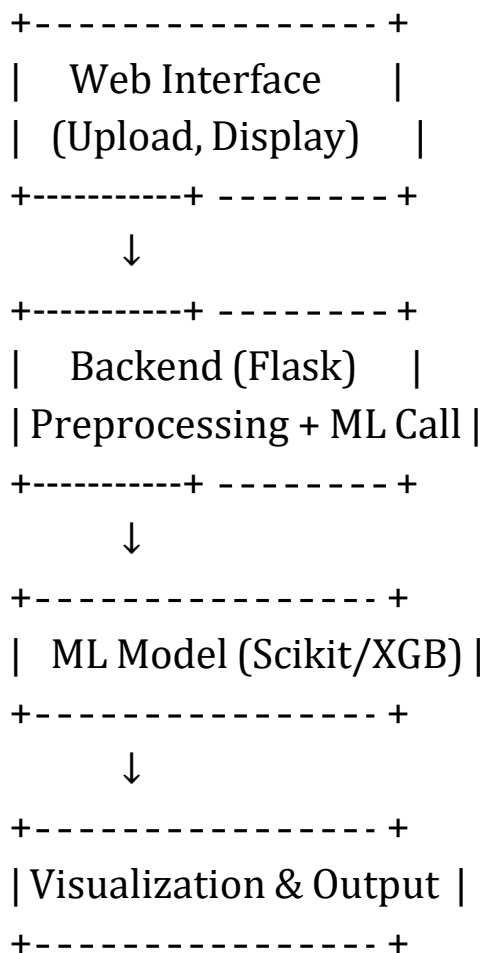 +---------------- +
| Web Interface |
| (Upload, Display) |
+-----------+ -------- +
↓
+-----------+ -------- +
| Backend (Flask) |
| Preprocessing + ML Call |
+-----------+ -------- +
↓
+---------------- +
| ML Model (Scikit/XGB) |
+---------------- +
↓
+---------------- +
| Visualization & Output |
+---------------- +